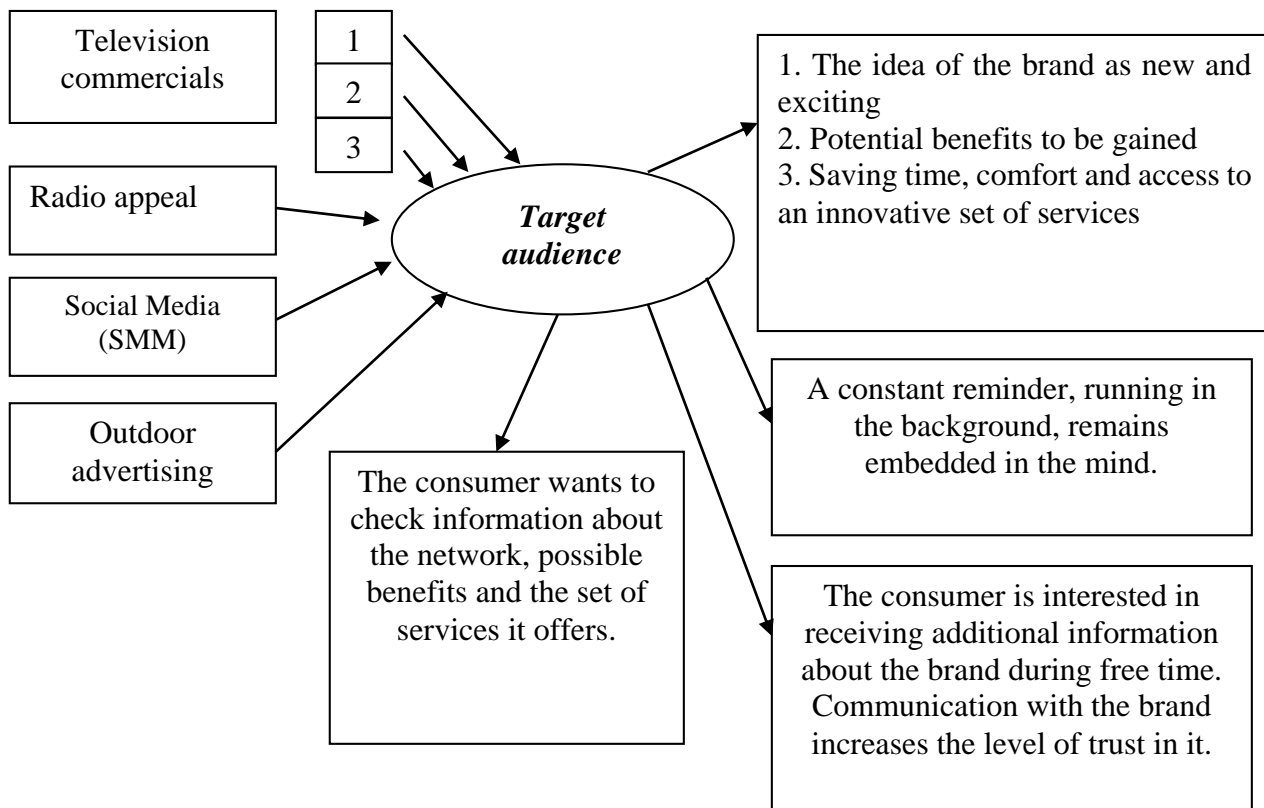 Television
commercials
1
2
3
Radio appeal
Social Media
(SMM)
Outdoor
advertising
Target
audience
1. The idea of the brand as new and
exciting
2. Potential benefits to be gained
3. Saving time, comfort and access to
an innovative set of services
A constant reminder, running in
the background, remains
embedded in the mind.
The consumer wants to
check information about
the network, possible
benefits and the set of
services it offers.
The consumer is interested in
receiving additional information
about the brand during free time.
Communication with the brand
increases the level of trust in it.